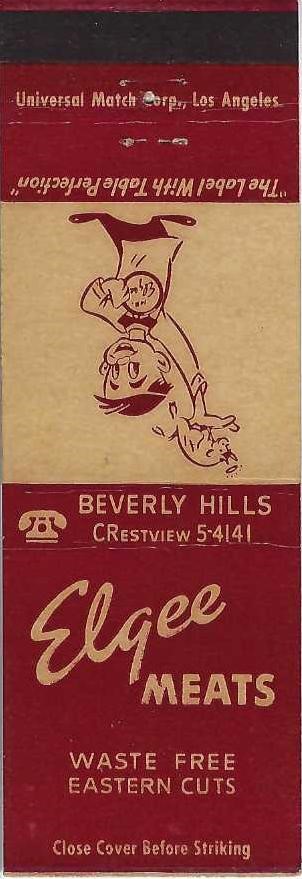 Universal Match Corp., Los Angeles
"The Label With Table Perfection"
BEVERLY HILLS
CRESTVIEW 5-4141
Elgee
MEATS
WASTE FREE
EASTERN CUTS
Close Cover Before Striking